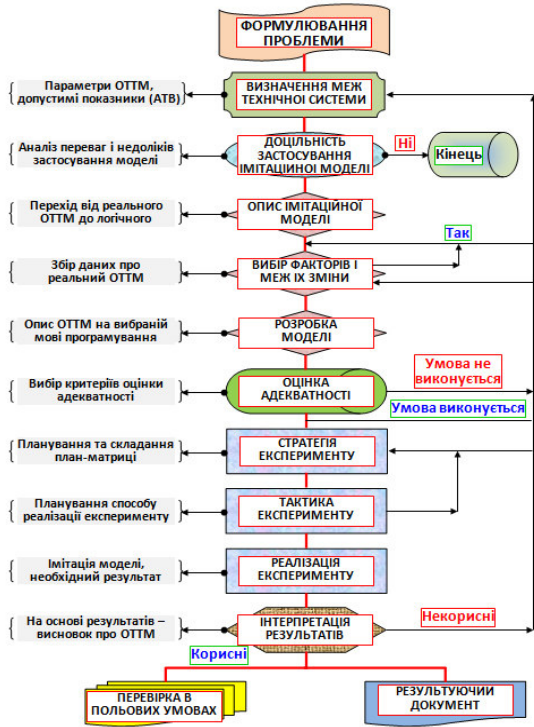 ФОРМУЛЮВАННЯ
ПРОБЛЕМИ
Параметри ОТТМ,
допустимі показники (АТВ)
ВИЗНАЧЕННЯ МЕЖ
ТЕХНІЧНОЇ СИСТЕМИ
Аналіз переваг і недоліків
застосування моделі
ДОЦІЛЬНІСТЬ
ЗАСТОСУВАННЯ
ІМІТАЦІЙНОЇ МОДЕЛІ
Ні
Кінець
Перехід від реального
ОТТМ до логічного
ОПИС ІМІТАЦІЙНОЇ
МОДЕЛІ
Так
Збір даних про
реальний ОТТМ
ВИБІР ФАКТОРІВ І
МЕЖ ЇХ ЗМІНИ
Опис ОТТМ на вибраній
мові програмування
РОЗРОБКА
МОДЕЛІ
Умова не
виконується
Вибір критеріїв оцінки
адекватності
ОЦІНКА
АДЕКВАТНОСТІ
Умова виконується
Планування та складання
план-матриці
СТРАТЕГІЯ
ЕКСПЕРИМЕНТУ
Планування способу
реалізації експерименту
ТАКТИКА
ЕКСПЕРИМЕНТУ
Імітація моделі,
необхідний результат
РЕАЛІЗАЦІЯ
ЕКСПЕРИМЕНТУ
На основі результатів –
висновок про ОТТМ
ІНТЕРПРЕТАЦІЯ
РЕЗУЛЬТАТІВ
Некорисні
Корисні
ПЕРЕВІРКА В
ПОЛЬОВИХ УМОВАХ
РЕЗУЛЬТУЮЧИЙ
ДОКУМЕНТ